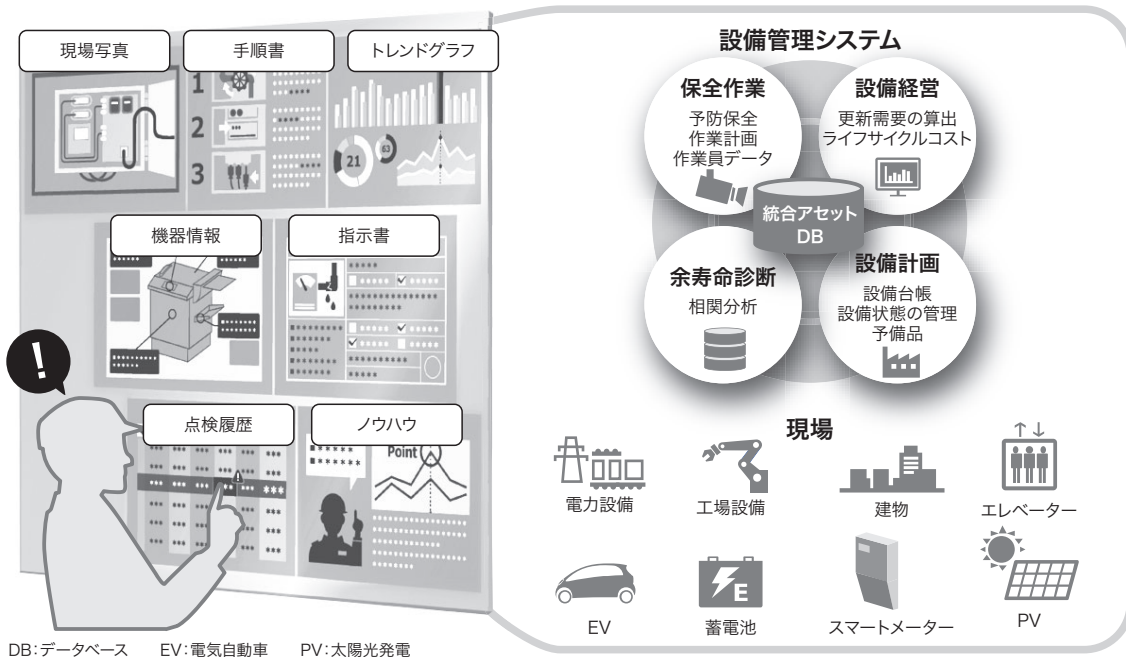 現場写真
手順書
トレンドグラフ
1
2
3
21
63
機器情報
指示書
!
点検履歴
ノウハウ
Point
設備管理システム
保全作業
予防保全
作業計画
作業員データ
設備経営
更新需要の算出
ライフサイクルコスト
統合アセット
DB
余寿命診断
相関分析
設備計画
設備台帳
設備状態の管理
予備品
現場
電力設備
工場設備
建物
エレベーター
EV
E
蓄電池
スマートメーター
PV
DB:データベース EV:電気自動車 PV:太陽光発電